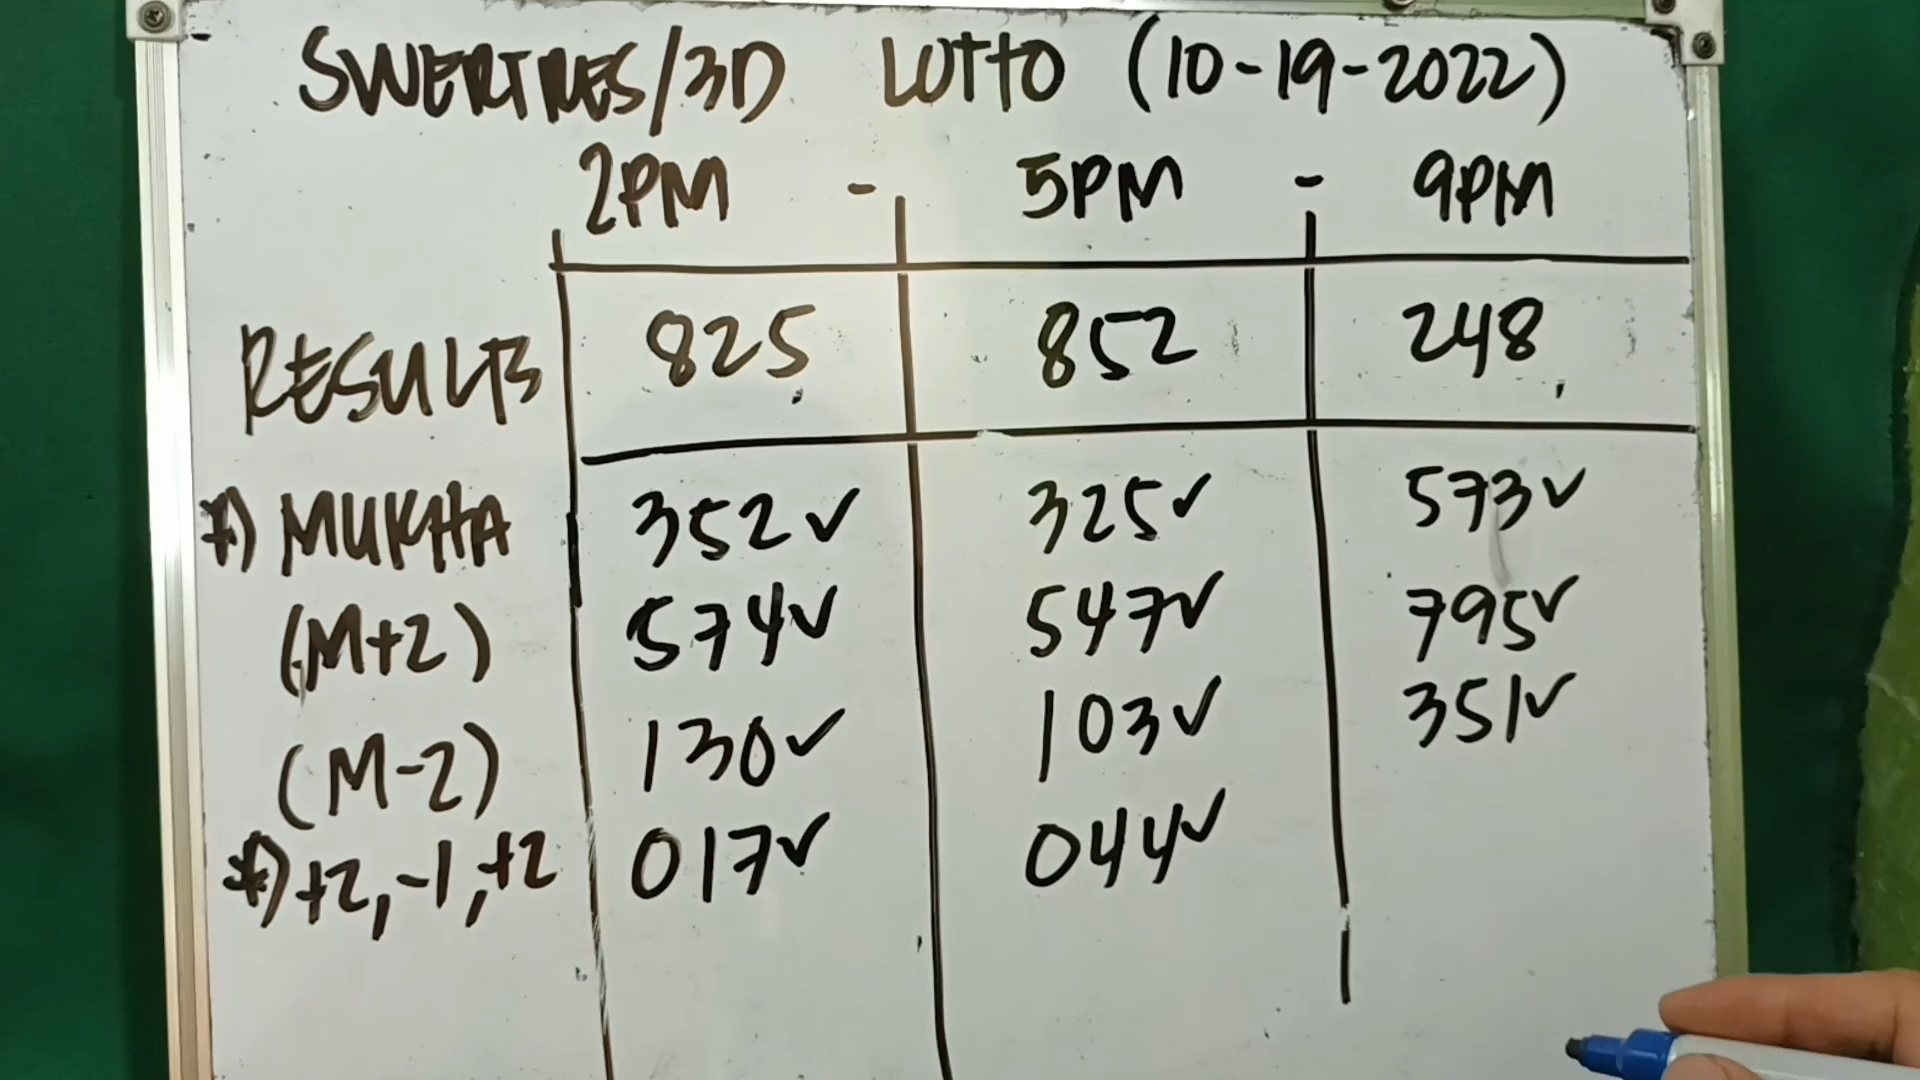 SWERTRES/3D LOTTO (10-19-2022)
2PM - 5PM - 9PM
RESULTS 825 852 248
*) MUKHA 352✓ 325✓ 573✓
(M+2) 574✓ 547✓ 795✓
(M-2) 130✓ 103✓ 351✓
*) +2,-1,+2 017✓ 044✓